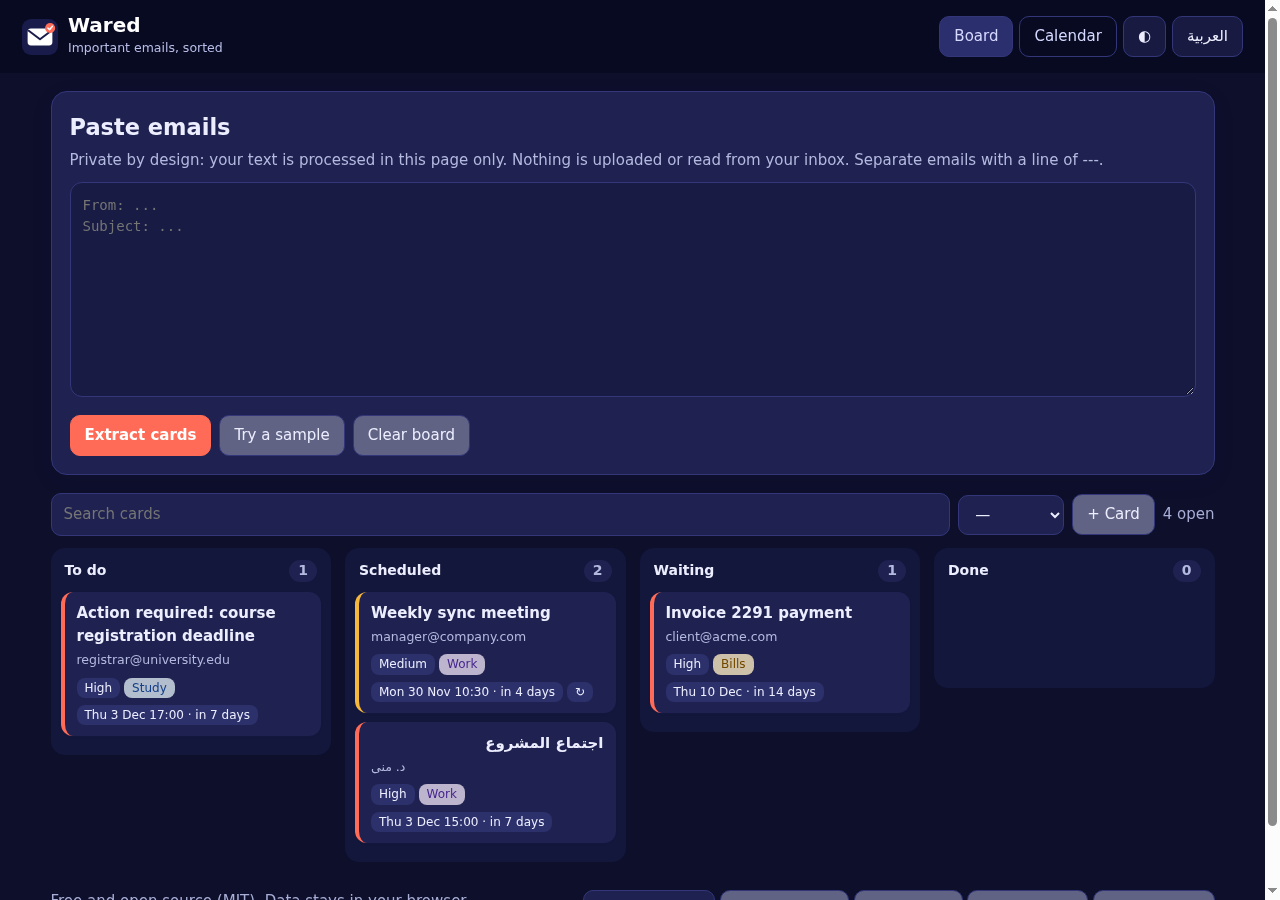 Wared
Important emails, sorted
Board
Calendar
◐
العربية
Paste emails
Private by design: your text is processed in this page only. Nothing is uploaded or read from your inbox. Separate emails with a line of ---.
From: ...
Subject: ...
Extract cards
Try a sample
Clear board
Search cards
—
+ Card
4 open
To do
1
Action required: course
registration deadline
registrar@university.edu
High
Study
Thu 3 Dec 17:00 · in 7 days
Scheduled
2
Weekly sync meeting
manager@company.com
Medium
Work
Mon 30 Nov 10:30 · in 4 days
↻
اجتماع المشروع
د. منى
High
Work
Thu 3 Dec 15:00 · in 7 days
Waiting
1
Invoice 2291 payment
client@acme.com
High
Bills
Thu 10 Dec · in 14 days
Done
0
Free and open source (MIT). Data stays in your browser.